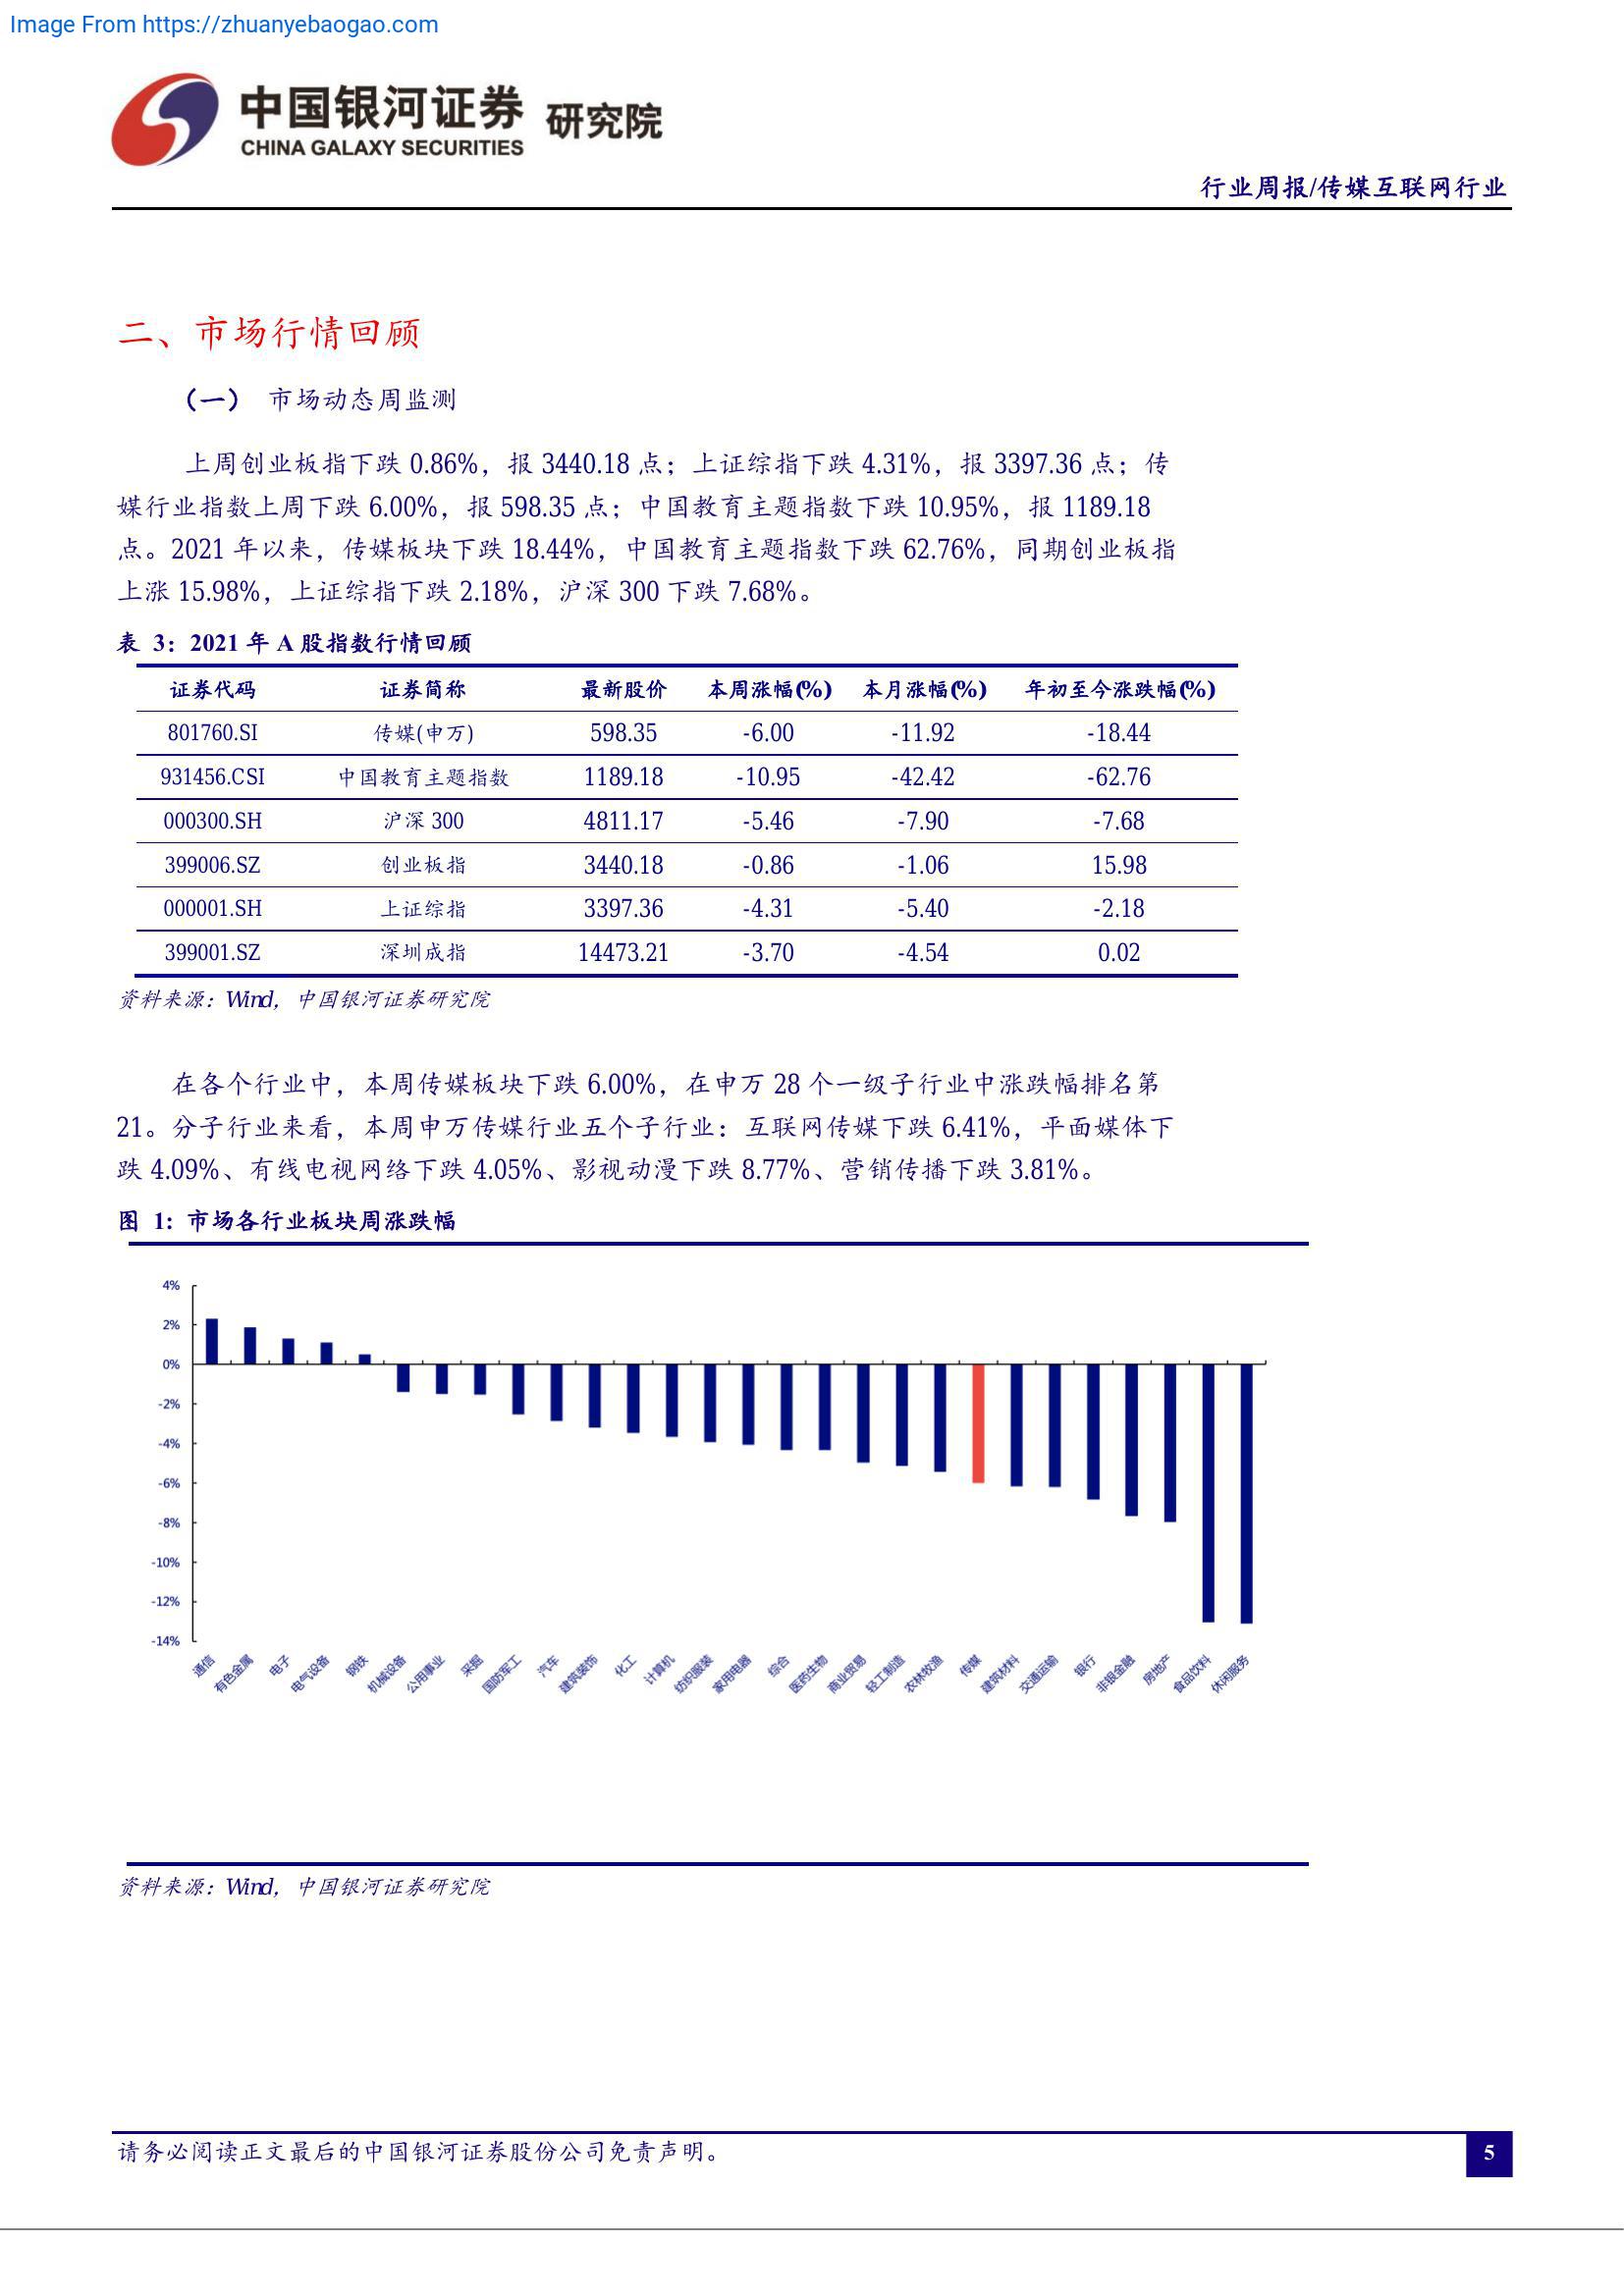 Image From https://zhuanyebaogao.com
中国银河证券 研究院
CHINA GALAXY SECURITIES
行业周报/传媒互联网行业
二、市场行情回顾
（一） 市场动态周监测
上周创业板指下跌 0.86%，报 3440.18 点；上证综指下跌 4.31%，报 3397.36 点；传
媒行业指数上周下跌 6.00%，报 598.35 点；中国教育主题指数下跌 10.95%，报 1189.18
点。2021 年以来，传媒板块下跌 18.44%，中国教育主题指数下跌 62.76%，同期创业板指
上涨 15.98%，上证综指下跌 2.18%，沪深 300 下跌 7.68%。
表 3：2021 年 A 股指数行情回顾
证券代码 证券简称 最新股价 本周涨幅(%) 本月涨幅(%) 年初至今涨跌幅(%)
801760.SI 传媒(申万) 598.35 -6.00 -11.92 -18.44
931456.CSI 中国教育主题指数 1189.18 -10.95 -42.42 -62.76
000300.SH 沪深 300 4811.17 -5.46 -7.90 -7.68
399006.SZ 创业板指 3440.18 -0.86 -1.06 15.98
000001.SH 上证综指 3397.36 -4.31 -5.40 -2.18
399001.SZ 深圳成指 14473.21 -3.70 -4.54 0.02
资料来源：Wind，中国银河证券研究院
在各个行业中，本周传媒板块下跌 6.00%，在申万 28 个一级子行业中涨跌幅排名第
21。分子行业来看，本周申万传媒行业五个子行业：互联网传媒下跌 6.41%，平面媒体下
跌 4.09%、有线电视网络下跌 4.05%、影视动漫下跌 8.77%、营销传播下跌 3.81%。
图 1: 市场各行业板块周涨跌幅
4%
2%
0%
-2%
-4%
-6%
-8%
-10%
-12%
-14%
通信 有色金属 电子 电气设备 钢铁 机械设备 公用事业 采掘 国防军工 汽车 建筑装饰 化工 计算机 纺织服装 家用电器 综合 医药生物 商业贸易 轻工制造 农林牧渔 传媒 建筑材料 交通运输 银行 非银金融 房地产 食品饮料 休闲服务
资料来源：Wind，中国银河证券研究院
请务必阅读正文最后的中国银河证券股份公司免责声明。
5